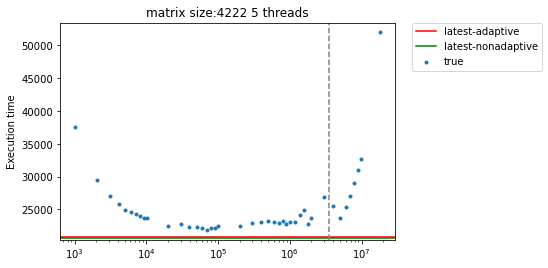 matrix size:4222 5 threads
Execution time
50000
45000
40000
35000
30000
25000
10³
10⁴
10⁵
10⁶
10⁷
latest-adaptive
latest-nonadaptive
true